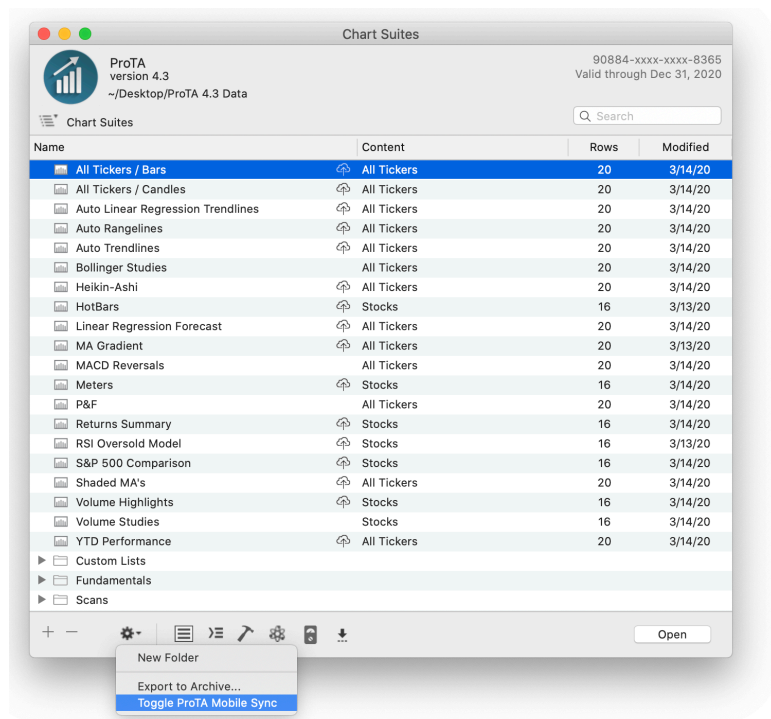 Chart Suites
ProTA
version 4.3
~/Desktop/ProTA 4.3 Data
90884-xxxx-xxxx-8365
Valid through Dec 31, 2020
Chart Suites
Search
Name Content Rows Modified
All Tickers / Bars All Tickers 20 3/14/20
All Tickers / Candles All Tickers 20 3/14/20
Auto Linear Regression Trendlines All Tickers 20 3/14/20
Auto Rangelines All Tickers 20 3/14/20
Auto Trendlines All Tickers 20 3/14/20
Bollinger Studies All Tickers 20 3/14/20
Heikin-Ashi All Tickers 20 3/14/20
HotBars Stocks 16 3/13/20
Linear Regression Forecast All Tickers 20 3/14/20
MA Gradient All Tickers 20 3/13/20
MACD Reversals All Tickers 20 3/14/20
Meters Stocks 16 3/14/20
P&F All Tickers 20 3/14/20
Returns Summary Stocks 16 3/14/20
RSI Oversold Model Stocks 16 3/13/20
S&P 500 Comparison Stocks 16 3/14/20
Shaded MA's All Tickers 20 3/14/20
Volume Highlights Stocks 16 3/14/20
Volume Studies Stocks 16 3/14/20
YTD Performance All Tickers 20 3/14/20
Custom Lists
Fundamentals
Scans
Open
New Folder
Export to Archive...
Toggle ProTA Mobile Sync